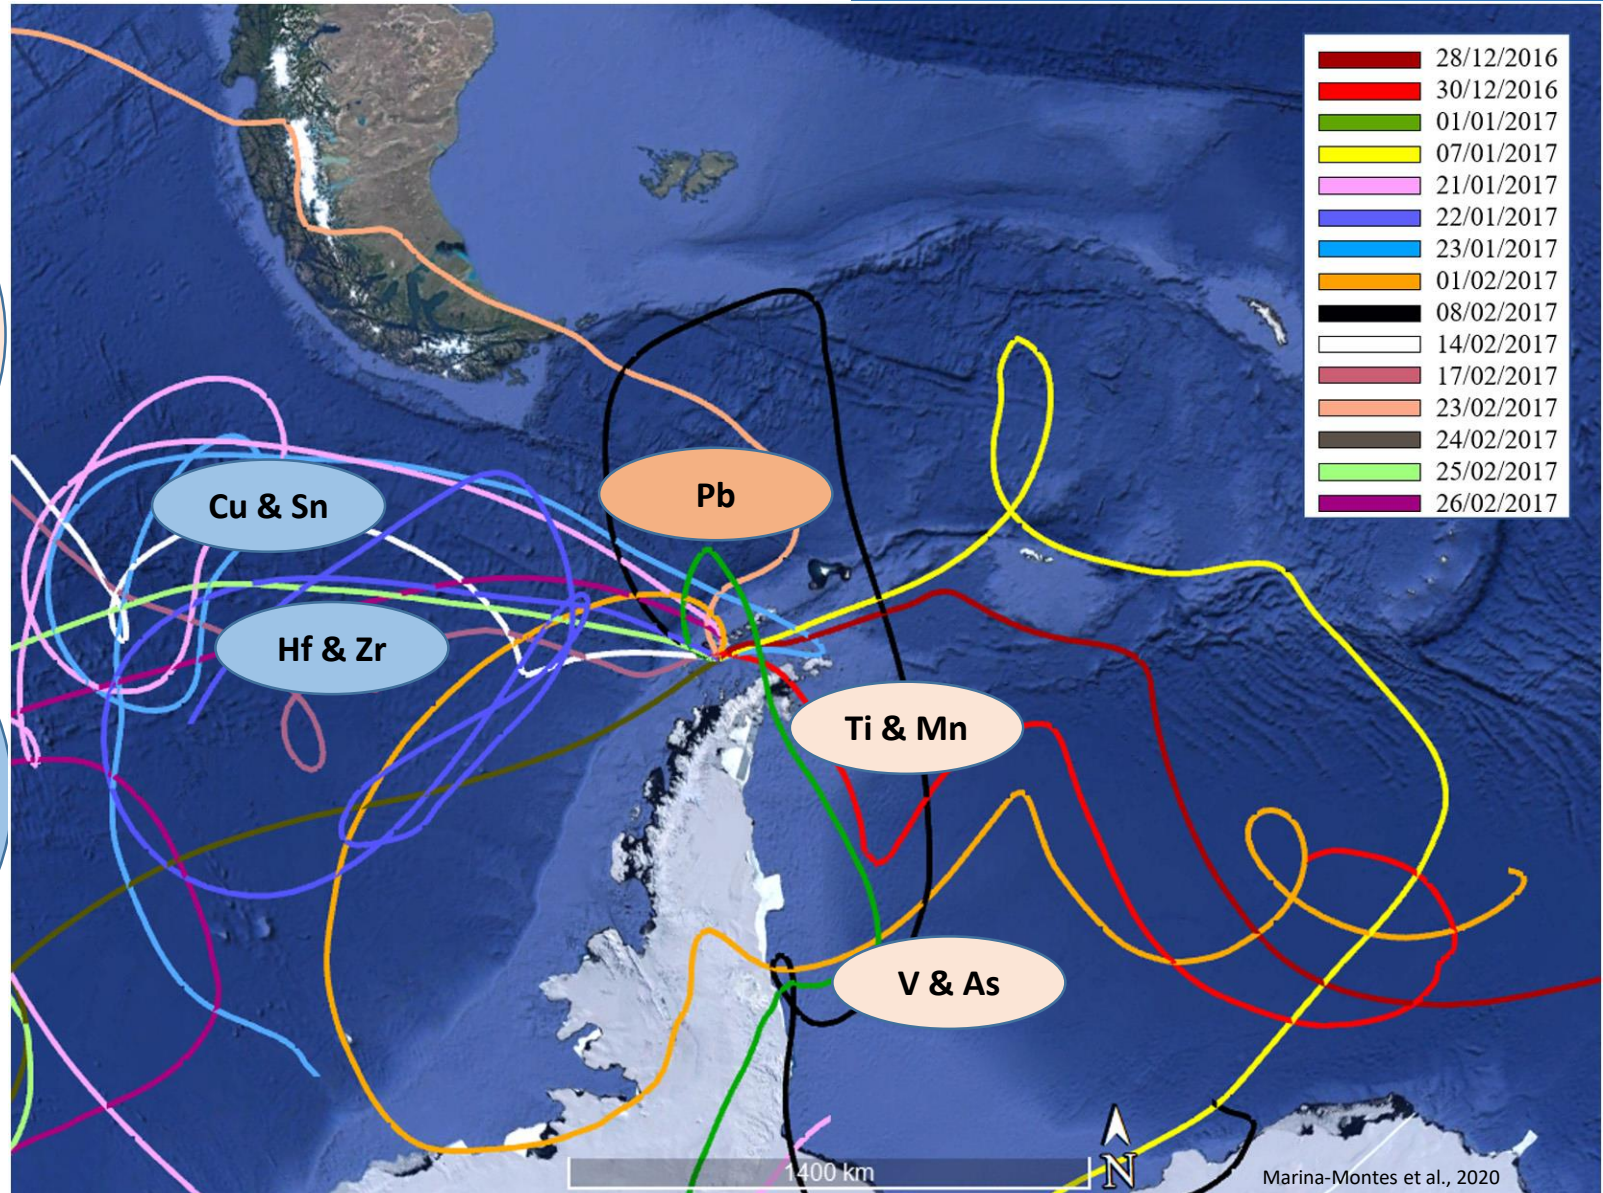 28/12/2016
30/12/2016
01/01/2017
07/01/2017
21/01/2017
22/01/2017
23/01/2017
01/02/2017
08/02/2017
14/02/2017
17/02/2017
23/02/2017
24/02/2017
25/02/2017
26/02/2017
Cu & Sn
Pb
Hf & Zr
Ti & Mn
V & As
1400 km
N
Marina-Montes et al., 2020